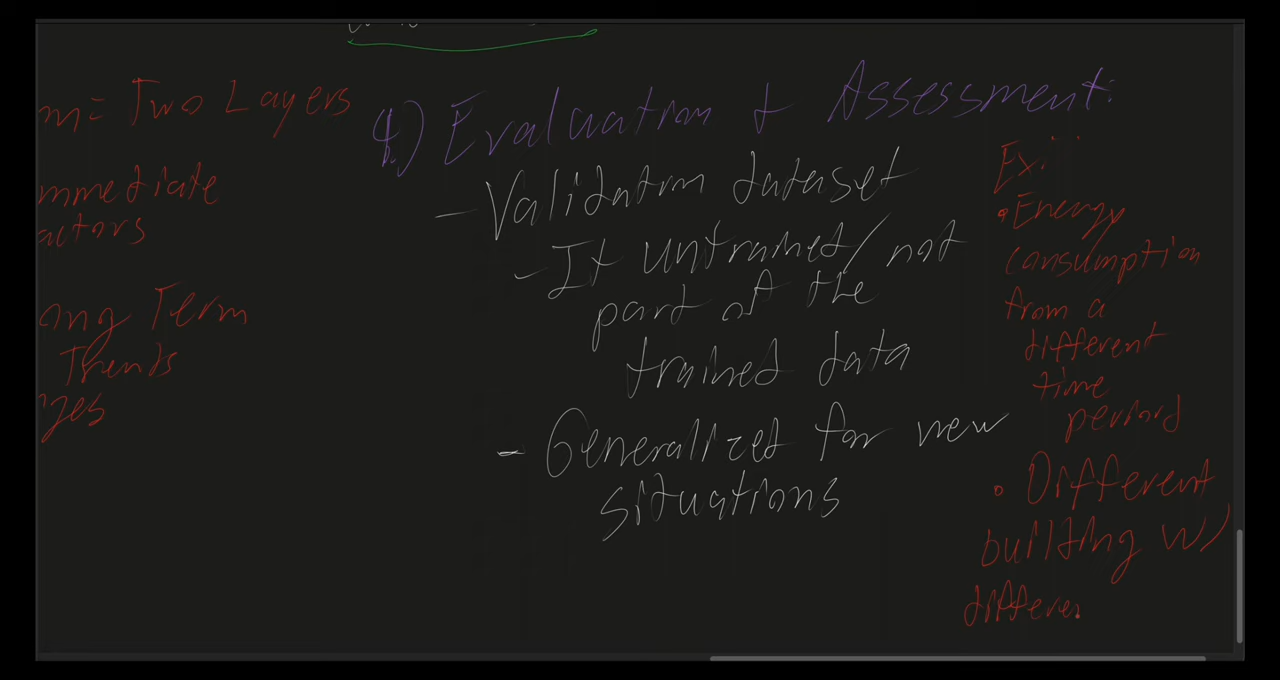 m= Two Layers
mmediate
actors
ong Term
Trends
ges
4.) Evaluation + Assessment:
- Validation dataset
- It untrained/not
part of the
trained data
- Generalized for new
situations
Ex:
• Energy
consumption
from a
different
time
period
• Different
building w/
differen